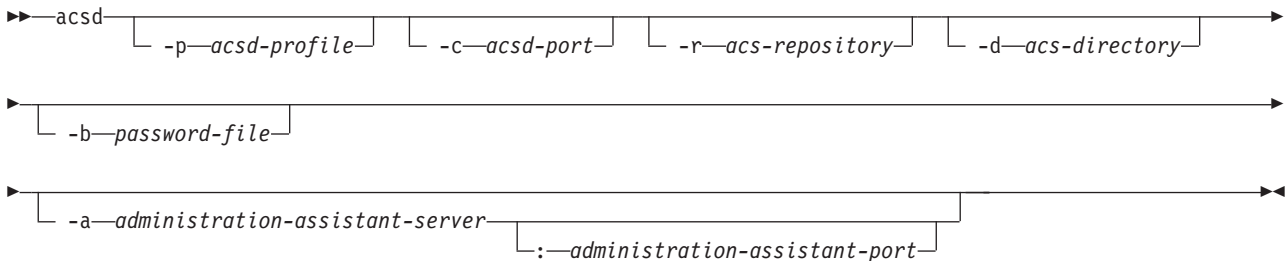 acsd
-p acsd-profile -c acsd-port -r acs-repository -d acs-directory
-b password-file
-a administration-assistant-server
: administration-assistant-port